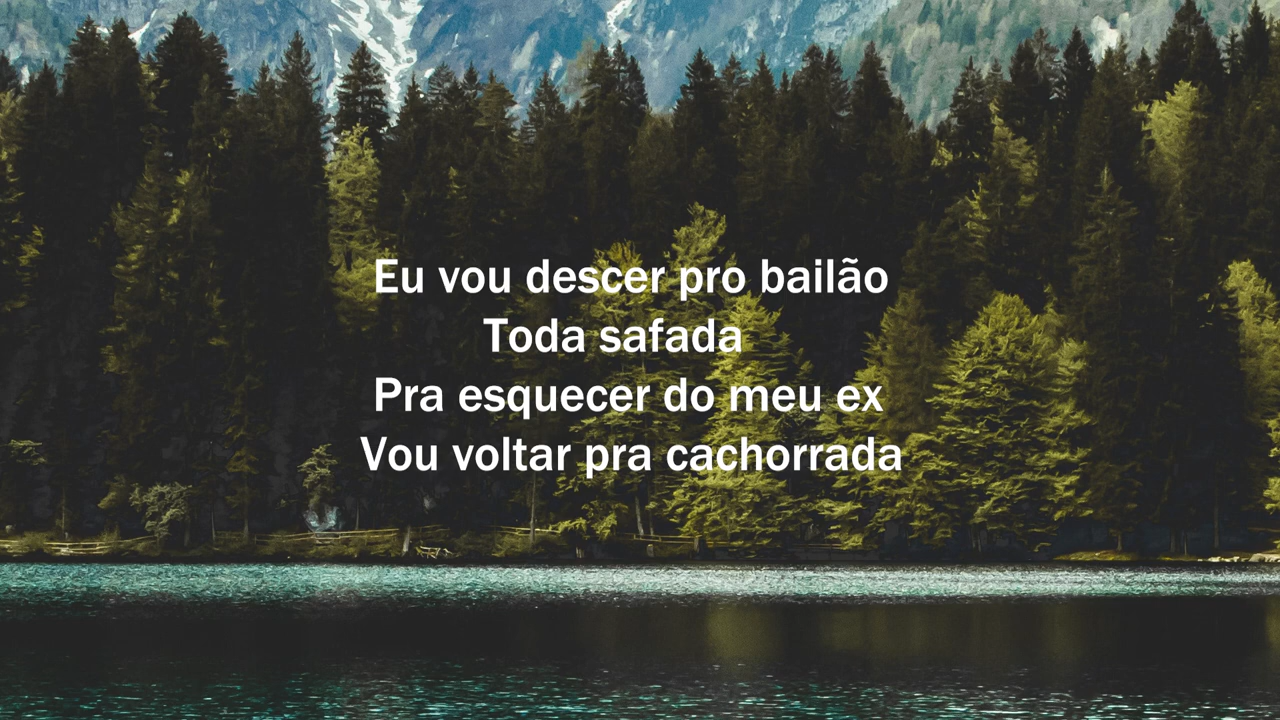 Eu vou descer pro bailão
Toda safada
Pra esquecer do meu ex
Vou voltar pra cachorrada